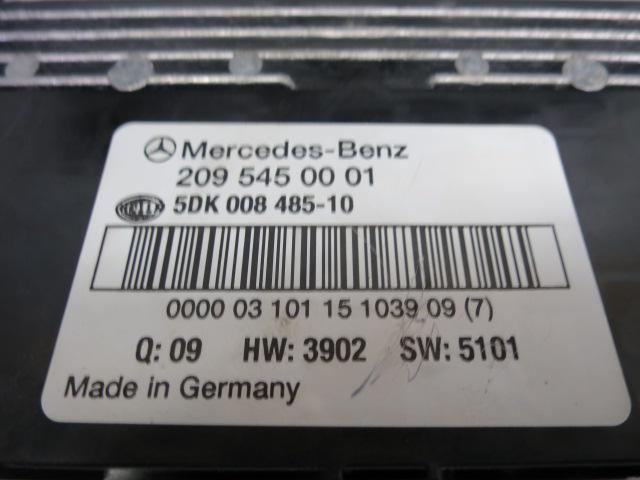 Mercedes-Benz
209 545 00 01
HELLA 5DK 008 485-10
0000 03 101 15 1039 09 (7)
Q: 09 HW: 3902 SW: 5101
Made in Germany